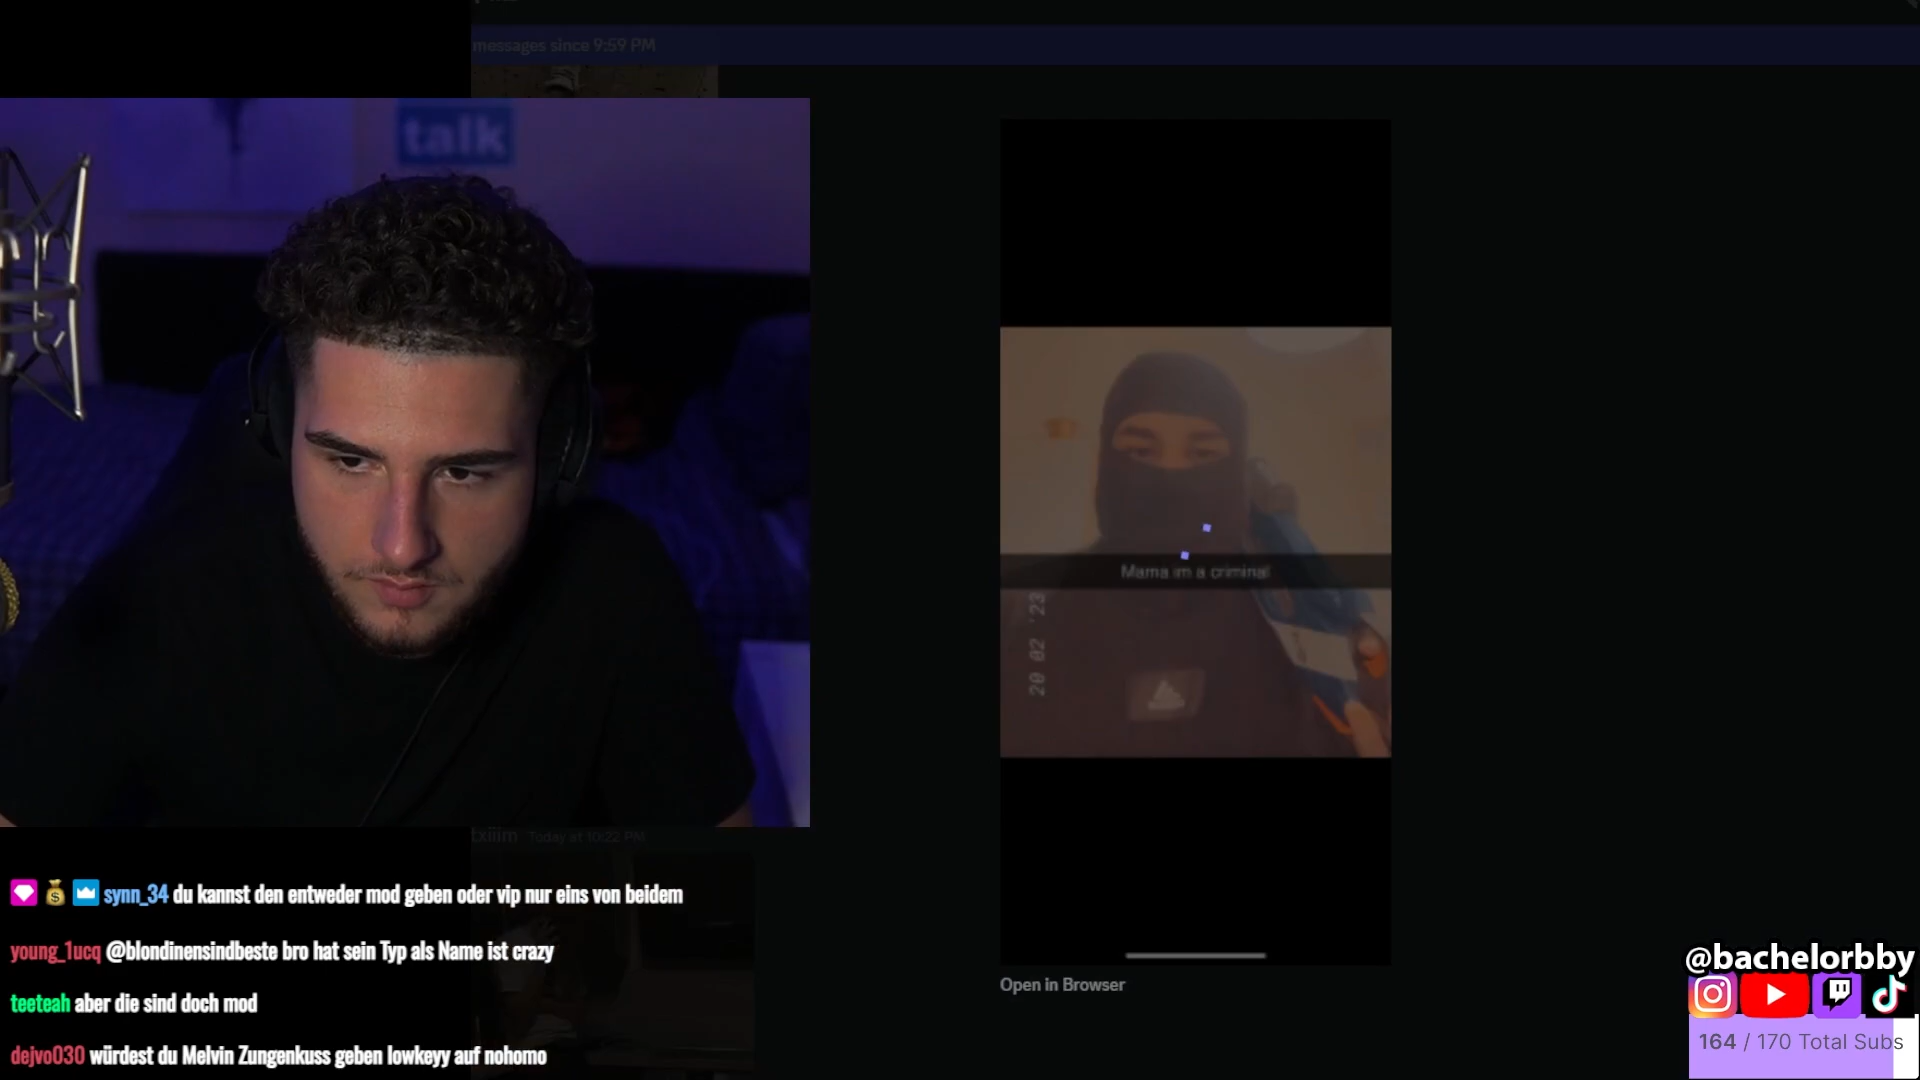 messages since 9:59 PM
talk
Mama im a criminal
20 02 '23
Open in Browser
Today at 10:22 PM
synn_34 du kannst den entweder mod geben oder vip nur eins von beidem
young_1ucq @blondinensindbeste bro hat sein Typ als Name ist crazy
teeteah aber die sind doch mod
dejvo030 würdest du Melvin Zungenkuss geben lowkeyy auf nohomo
@bachelorbby
164 / 170 Total Subs